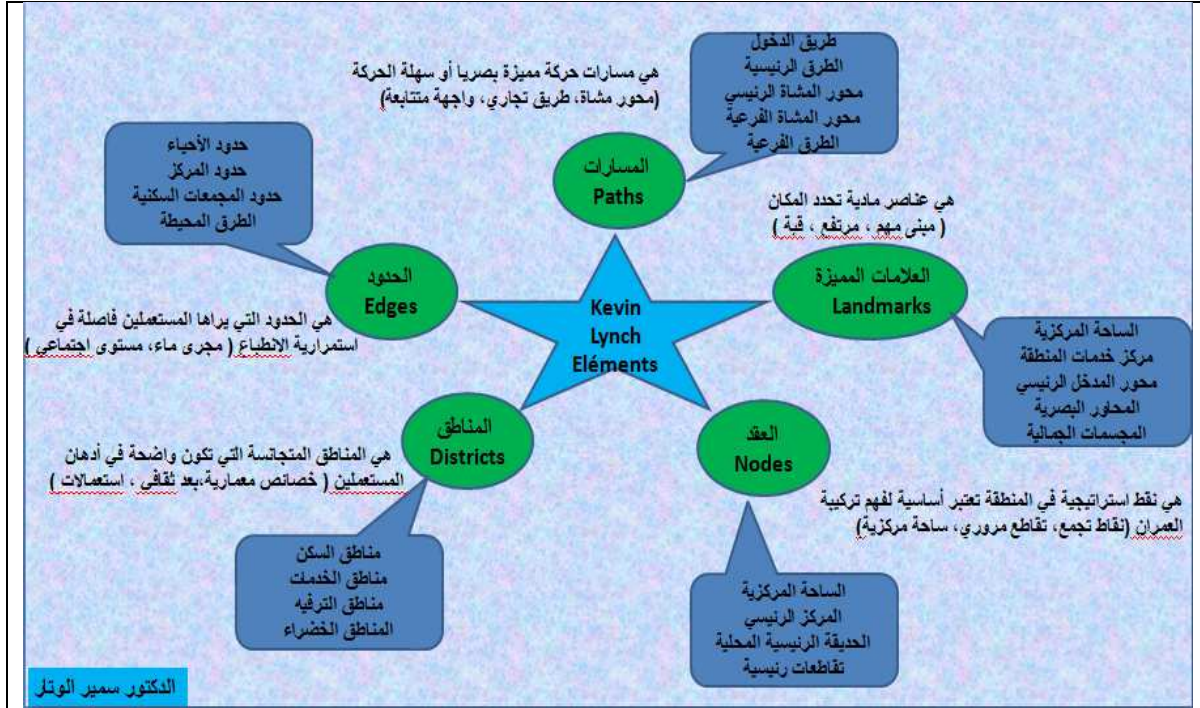 طريق الدخول
الطرق الرئيسية
محور المشاة الرئيسي
محور المشاة الفرعية
الطرق الفرعية
هي مسارات حركة مميزة بصريا أو سهلة الحركة
(محور مشاة، طريق تجاري، واجهة متتابعة)
المسارات
Paths
حدود الأحياء
حدود المركز
حدود المجمعات السكنية
الطرق المحيطة
هي عناصر مادية تحدد المكان
( مبنى مهم ، مرتفع ، قبة )
العلامات المميزة
Landmarks
الحدود
Edges
Kevin
Lynch
Eléments
هي الحدود التي يراها المستعملين فاصلة في
استمرارية الانطباع ( مجرى ماء، مستوى اجتماعي )
الساحة المركزية
مركز خدمات المنطقة
محور المدخل الرئيسي
المحاور البصرية
المجسمات الجمالية
المناطق
Districts
العقد
Nodes
هي المناطق المتجانسة التي تكون واضحة في أدهان
المستعملين ( خصائص معمارية،بعد ثقافي ، استعمالات )
هي نقط استراتيجية في المنطقة تعتبر أساسية لفهم تركيبة
العمران (نقاط تجمع، تقاطع مروري، ساحة مركزية)
مناطق السكن
مناطق الخدمات
مناطق الترفيه
المناطق الخضراء
الساحة المركزية
المركز الرئيسي
الحديقة الرئيسية المحلية
تقاطعات رئيسية
الدكتور سمير الوتار